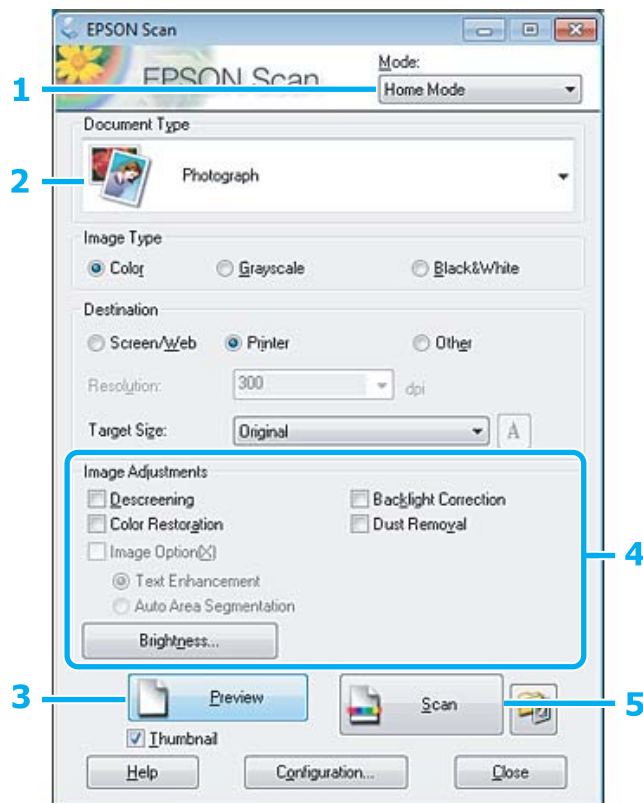 EPSON Scan
EPSON Scan
Mode:
1
Home Mode
Document Type
2
Photograph
Image Type
Color
Grayscale
Black&White
Destination
Screen/Web
Printer
Other
Resolution:
300
dpi
Target Size:
Original
A
Image Adjustments
Descreening
Backlight Correction
Color Restoration
Dust Removal
Image Option(X)
4
Text Enhancement
Auto Area Segmentation
Brightness...
3
Preview
Scan
5
Thumbnail
Help
Configuration...
Close